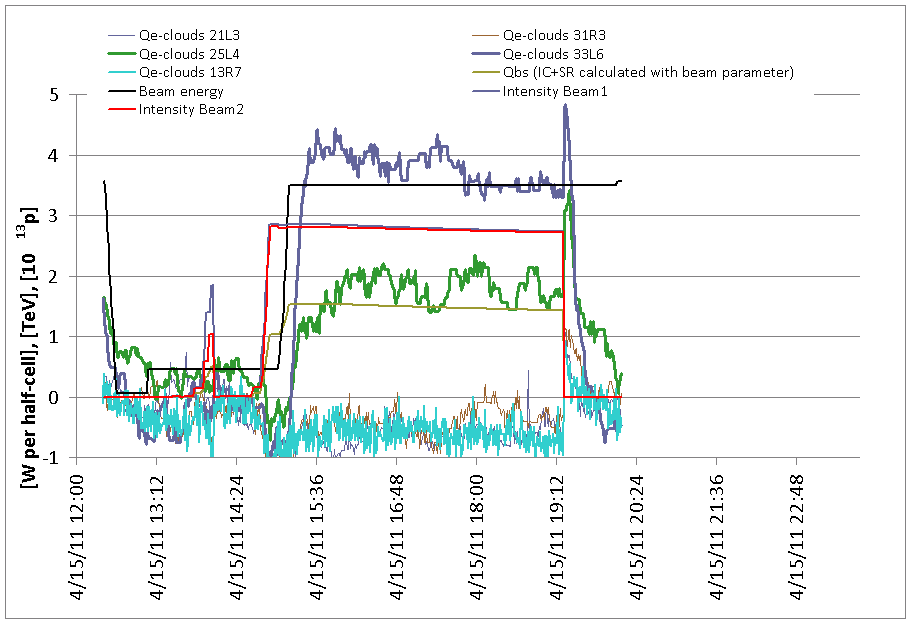 Qe-clouds 21L3
Qe-clouds 31R3
Qe-clouds 25L4
Qe-clouds 33L6
Qe-clouds 13R7
Qbs (IC+SR calculated with beam parameter)
Beam energy
Intensity Beam1
Intensity Beam2
[W per half-cell], [TeV], [10 13p]
5
4
3
2
1
0
-1
4/15/11 12:00
4/15/11 13:12
4/15/11 14:24
4/15/11 15:36
4/15/11 16:48
4/15/11 18:00
4/15/11 19:12
4/15/11 20:24
4/15/11 21:36
4/15/11 22:48